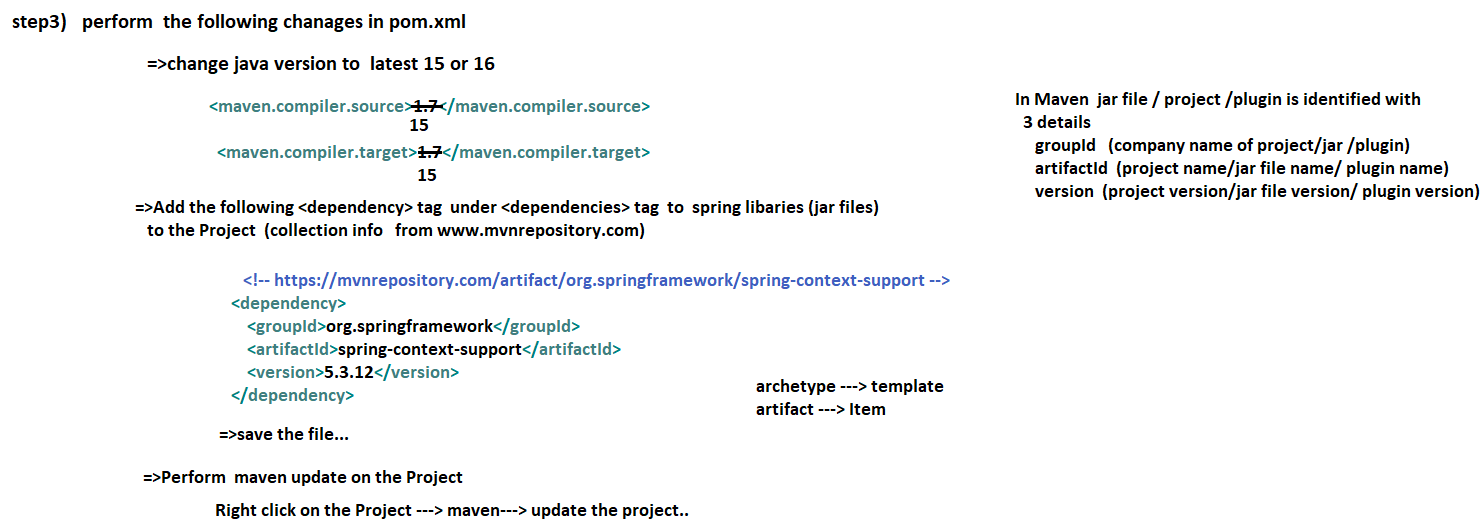 step3) perform the following chanages in pom.xml
=>change java version to latest 15 or 16
<maven.compiler.source>1.7</maven.compiler.source>
15
<maven.compiler.target>1.7</maven.compiler.target>
15
=>Add the following <dependency> tag under <dependencies> tag to spring libaries (jar files)
to the Project (collection info from www.mvnrepository.com)
<!-- https://mvnrepository.com/artifact/org.springframework/spring-context-support -->
<dependency>
<groupId>org.springframework</groupId>
<artifactId>spring-context-support</artifactId>
<version>5.3.12</version>
</dependency>
=>save the file...
=>Perform maven update on the Project
Right click on the Project ---> maven---> update the project..
In Maven jar file / project /plugin is identified with
3 details
groupId (company name of project/jar /plugin)
artifactId (project name/jar file name/ plugin name)
version (project version/jar file version/ plugin version)
archetype ---> template
artifact ---> Item